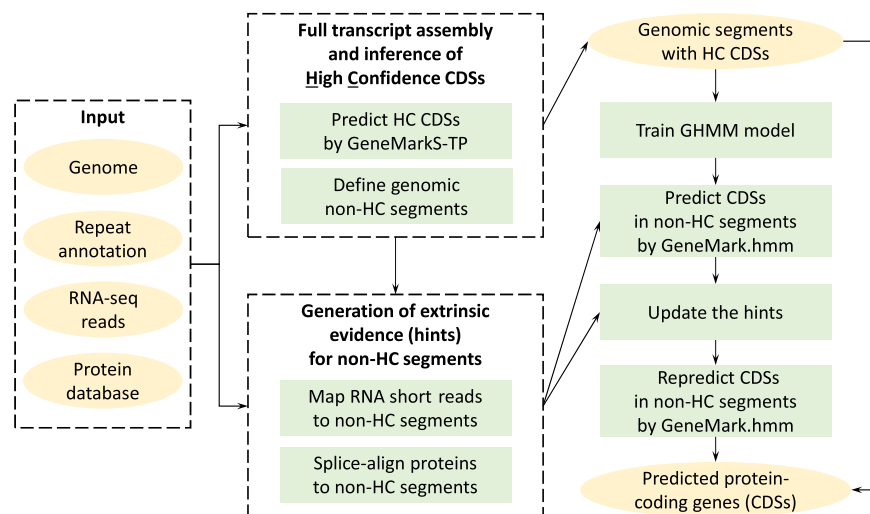 Input
Genome
Repeat
annotation
RNA-seq
reads
Protein
database
Full transcript assembly
and inference of
High Confidence CDSs
Predict HC CDSs
by GeneMarkS-TP
Define genomic
non-HC segments
Generation of extrinsic
evidence (hints)
for non-HC segments
Map RNA short reads
to non-HC segments
Splice-align proteins
to non-HC segments
Genomic segments
with HC CDSs
Train GHMM model
Predict CDSs
in non-HC segments
by GeneMark.hmm
Update the hints
Repredict CDSs
in non-HC segments
by GeneMark.hmm
Predicted protein-
coding genes (CDSs)